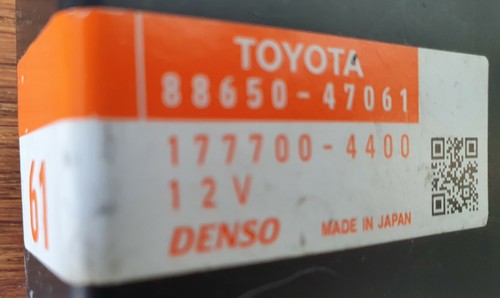 TOYOTA
88650-47061
177700-4400
12V
DENSO MADE IN JAPAN
61